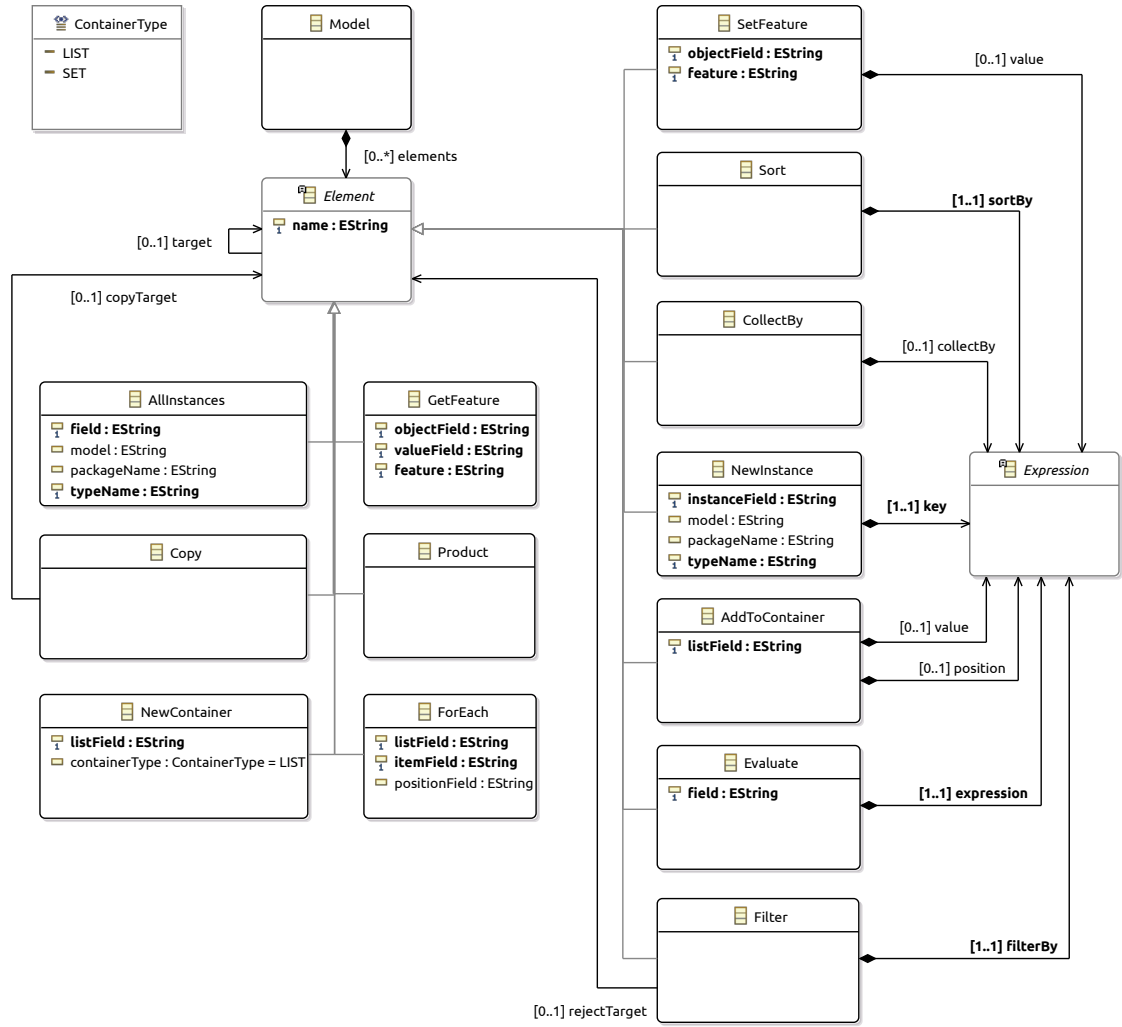 ContainerType
LIST
SET
Model
[0..*] elements
Element
name : EString
[0..1] target
[0..1] copyTarget
AllInstances
field : EString
model : EString
packageName : EString
typeName : EString
GetFeature
objectField : EString
valueField : EString
feature : EString
Copy
Product
NewContainer
listField : EString
containerType : ContainerType = LIST
ForEach
listField : EString
itemField : EString
positionField : EString
SetFeature
objectField : EString
feature : EString
[0..1] value
Sort
[1..1] sortBy
CollectBy
[0..1] collectBy
NewInstance
instanceField : EString
model : EString
packageName : EString
typeName : EString
[1..1] key
Expression
AddToContainer
listField : EString
[0..1] value
[0..1] position
Evaluate
field : EString
[1..1] expression
Filter
[1..1] filterBy
[0..1] rejectTarget